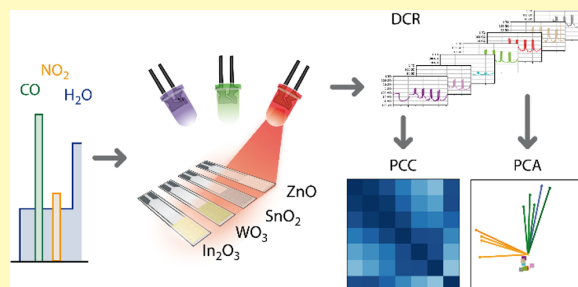 DCR
NO₂
CO
H₂O
ZnO
SnO₂
WO₃
In₂O₃
PCC
PCA